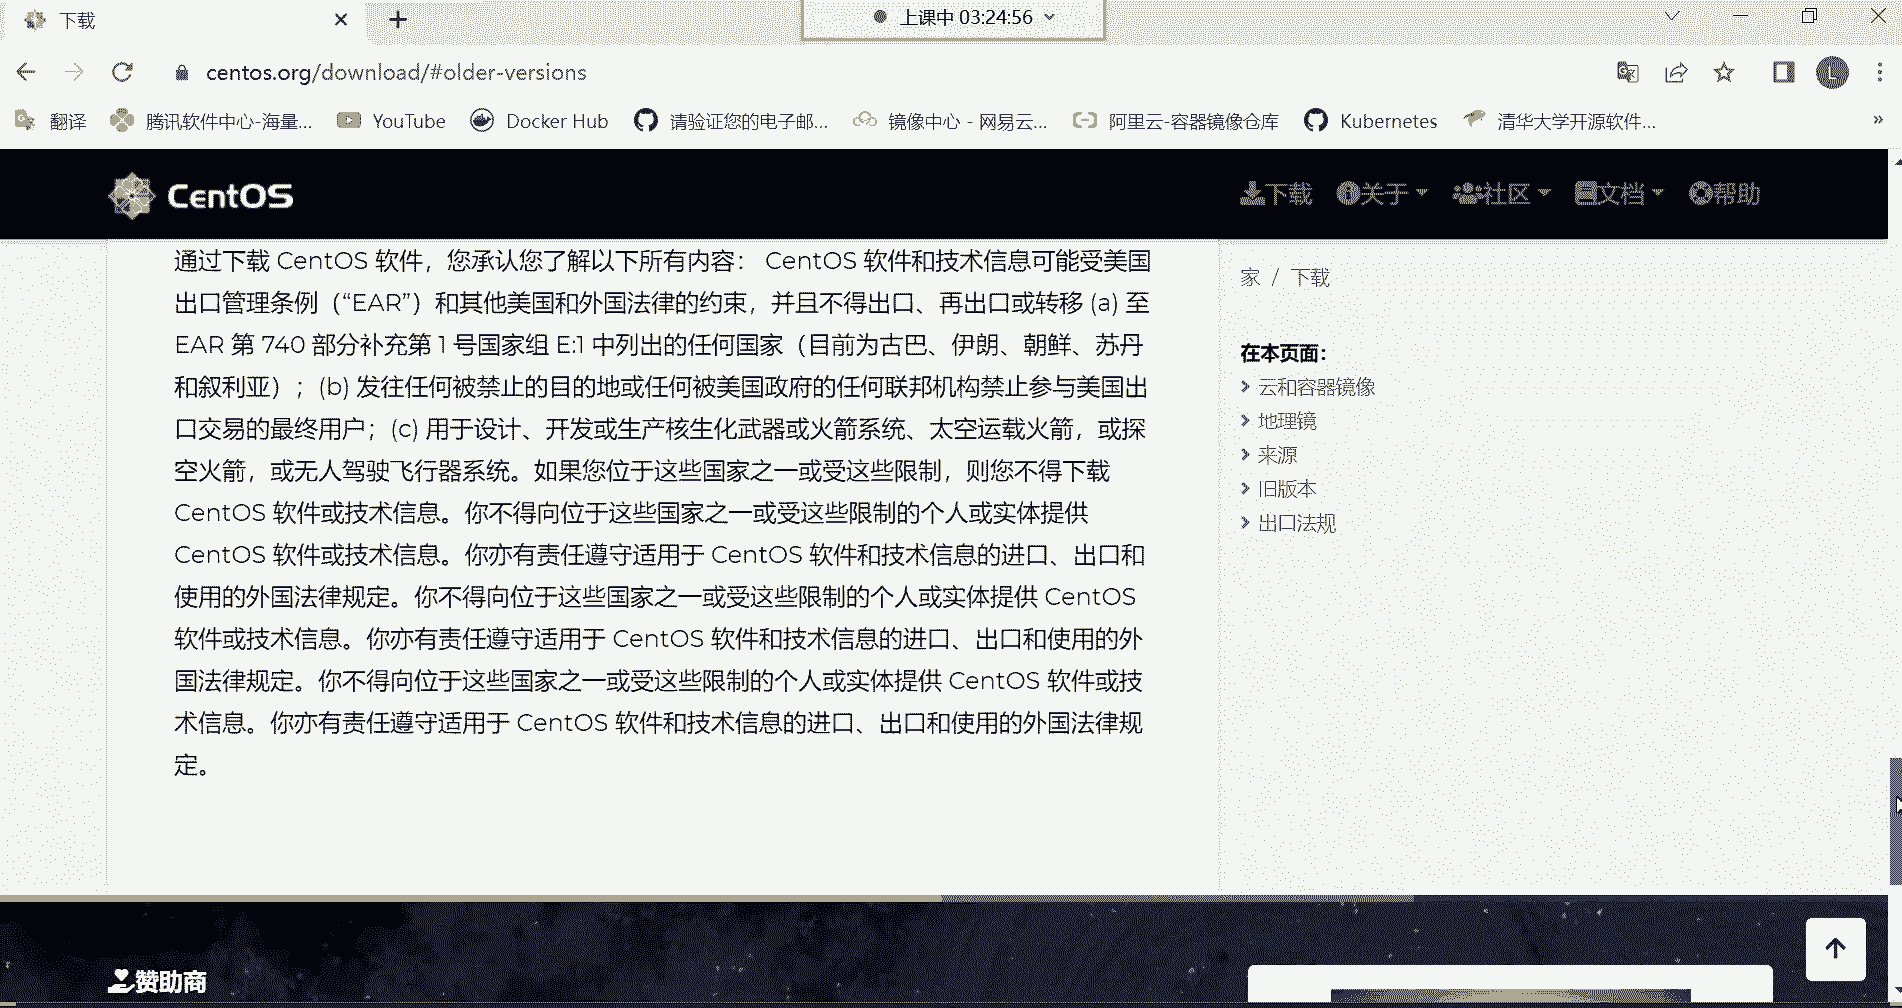 下载
上课中 03:24:56
centos.org/download/#older-versions
翻译
腾讯软件中心-海量...
YouTube
Docker Hub
请验证您的电子邮...
镜像中心 - 网易云...
阿里云-容器镜像仓库
Kubernetes
清华大学开源软件...
»
CentOS
下载
关于
社区
文档
帮助
通过下载 CentOS 软件，您承认您了解以下所有内容： CentOS 软件和技术信息可能受美国
出口管理条例（“EAR”）和其他美国和外国法律的约束，并且不得出口、再出口或转移 (a) 至
EAR 第 740 部分补充第 1 号国家组 E:1 中列出的任何国家（目前为古巴、伊朗、朝鲜、苏丹
和叙利亚）；(b) 发往任何被禁止的目的地或任何被美国政府的任何联邦机构禁止参与美国出
口交易的最终用户；(c) 用于设计、开发或生产核生化武器或火箭系统、太空运载火箭，或探
空火箭，或无人驾驶飞行器系统。如果您位于这些国家之一或受这些限制，则您不得下载
CentOS 软件或技术信息。你不得向位于这些国家之一或受这些限制的个人或实体提供
CentOS 软件或技术信息。你亦有责任遵守适用于 CentOS 软件和技术信息的进口、出口和
使用的外国法律规定。你不得向位于这些国家之一或受这些限制的个人或实体提供 CentOS
软件或技术信息。你亦有责任遵守适用于 CentOS 软件和技术信息的进口、出口和使用的外
国法律规定。你不得向位于这些国家之一或受这些限制的个人或实体提供 CentOS 软件或技
术信息。你亦有责任遵守适用于 CentOS 软件和技术信息的进口、出口和使用的外国法律规
定。
家 / 下载
在本页面：
云和容器镜像
地理镜
来源
旧版本
出口法规
赞助商